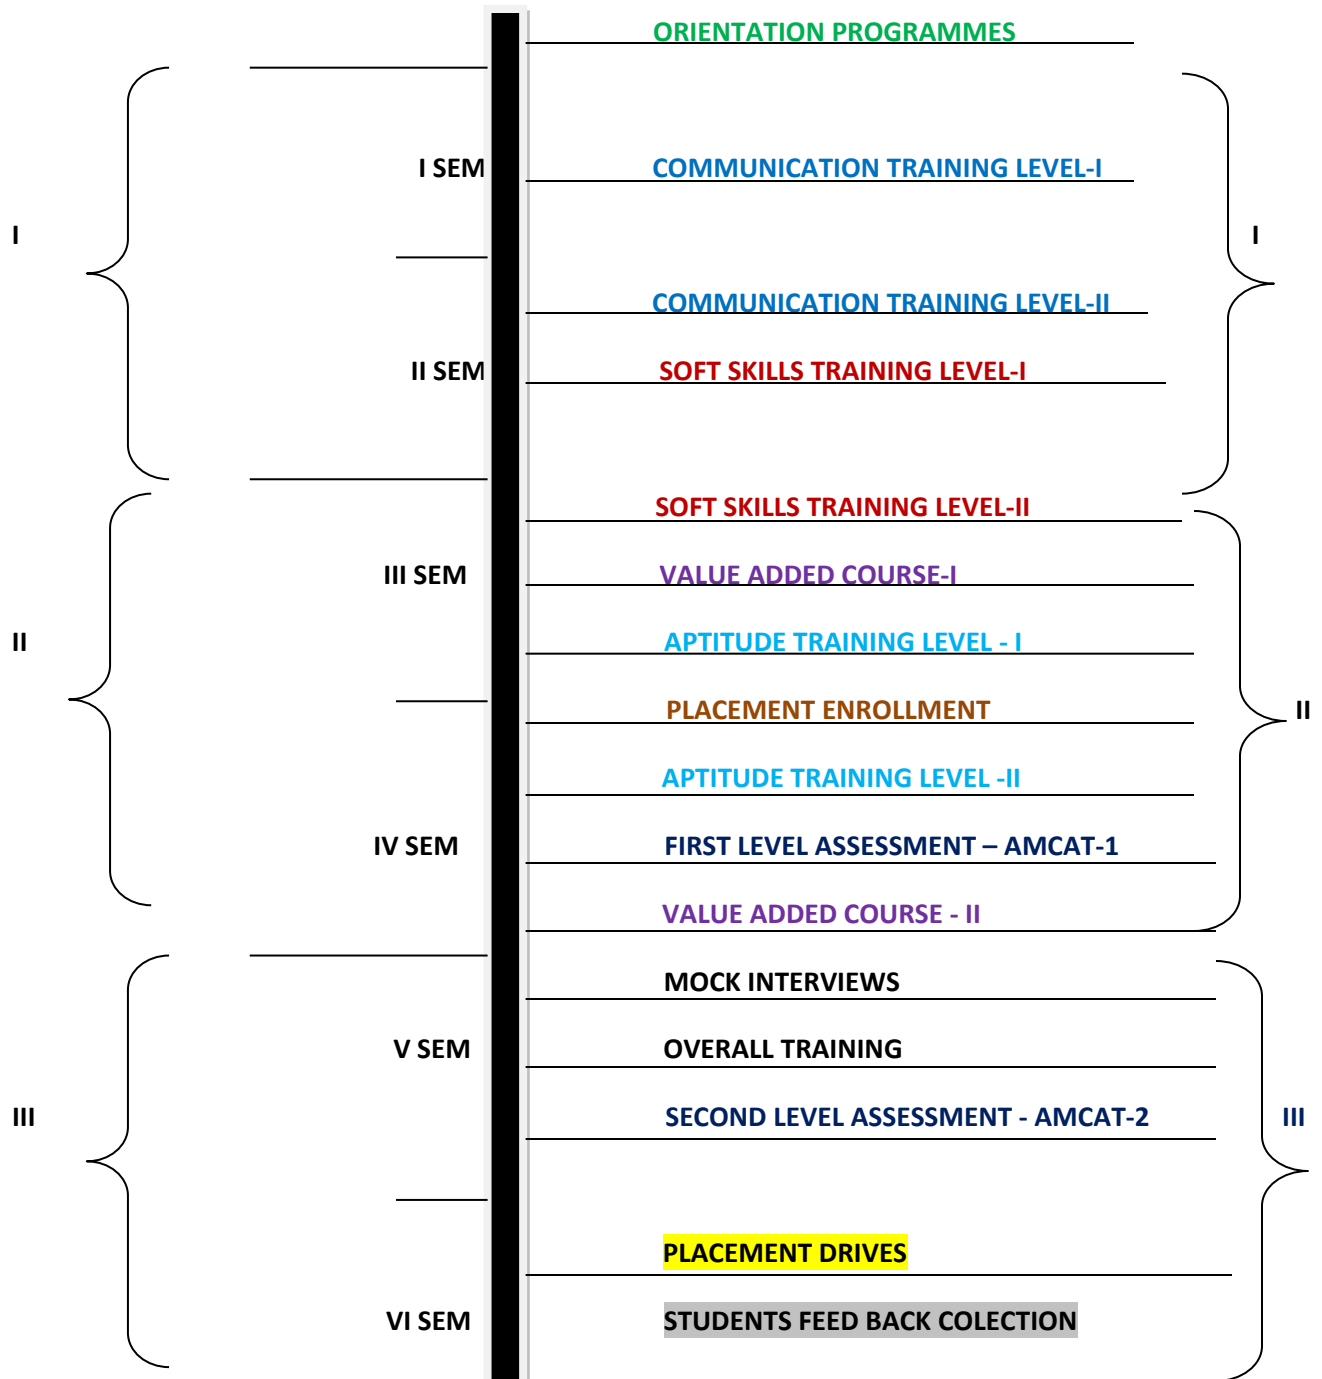 ORIENTATION PROGRAMMES
I SEM COMMUNICATION TRAINING LEVEL-I
I I
COMMUNICATION TRAINING LEVEL-II
II SEM SOFT SKILLS TRAINING LEVEL-I
SOFT SKILLS TRAINING LEVEL-II
III SEM VALUE ADDED COURSE-I
II APTITUDE TRAINING LEVEL - I
PLACEMENT ENROLLMENT II
APTITUDE TRAINING LEVEL -II
IV SEM FIRST LEVEL ASSESSMENT – AMCAT-1
VALUE ADDED COURSE - II
MOCK INTERVIEWS
V SEM OVERALL TRAINING
III SECOND LEVEL ASSESSMENT - AMCAT-2 III
PLACEMENT DRIVES
VI SEM STUDENTS FEED BACK COLECTION